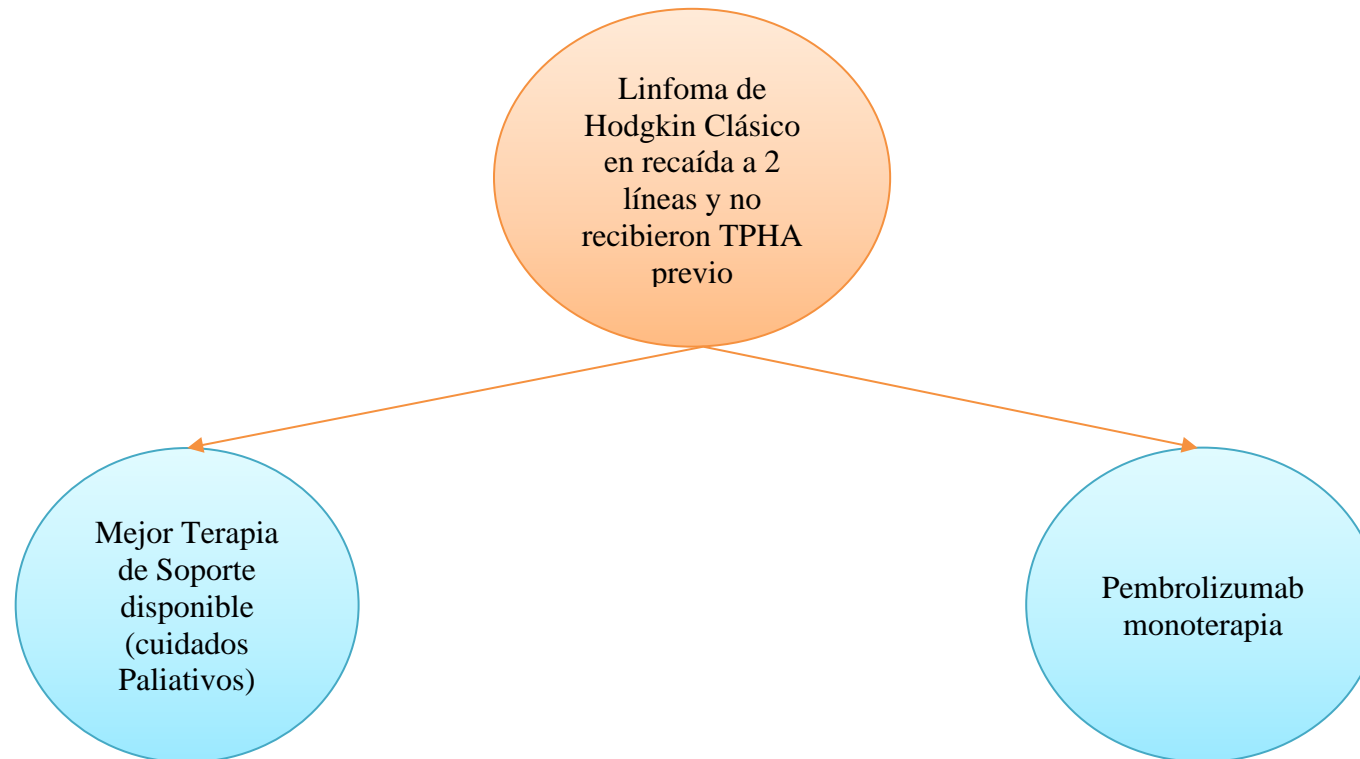 Linfoma de
Hodgkin Clásico
en recaída a 2
líneas y no
recibieron TPHA
previo
Mejor Terapia
de Soporte
disponible
(cuidados
Paliativos)
Pembrolizumab
monoterapia